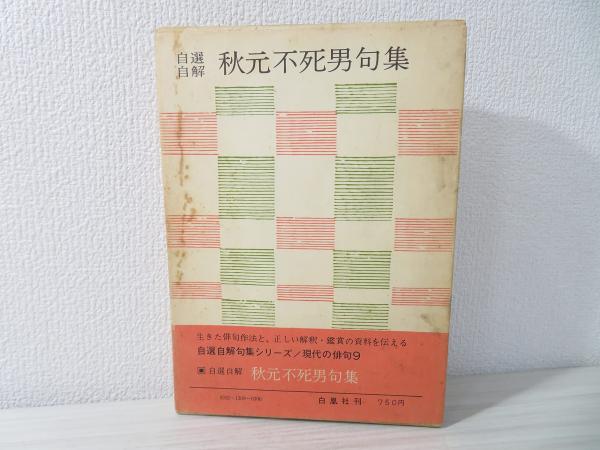 自選自解 秋元不死男句集
生きた俳句作法と、正しい解釈・鑑賞の資料を伝える
自選自解句集シリーズ/現代の俳句9
▣ 自選自解 秋元不死男句集
白凰社刊 750円